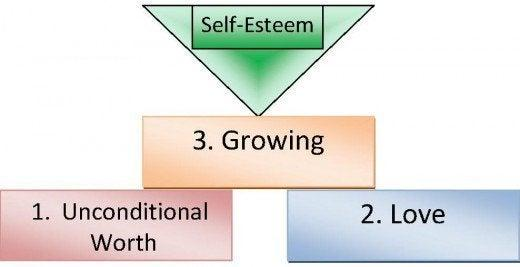 Self-Esteem
3. Growing
1. Unconditional
Worth
2. Love